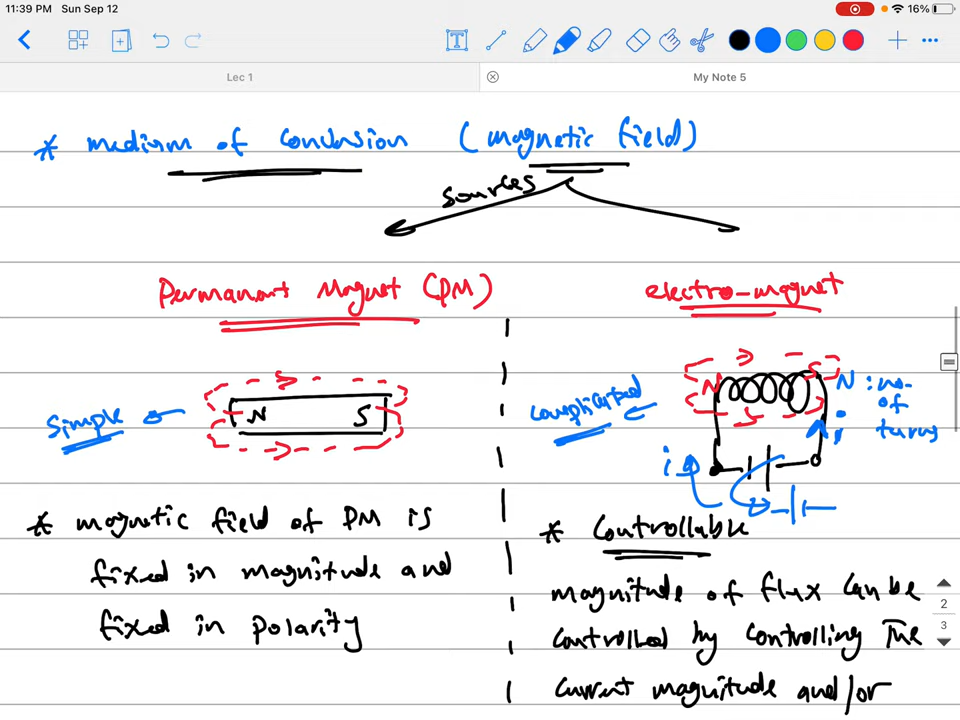 11:39 PM Sun Sep 12
16%
Lec 1
My Note 5
* medium of Conversion (magnetic field)
Sources
Permanant Magnet (PM)
electro-magnet
Simple
N S
Complicated
N S
N : no.
of
turns
i
* magnetic field of PM is
fixed in magnitude and
fixed in polarity
* Controllable
magnitude of flux can be
controlled by controlling the
current magnitude and/or
2
3